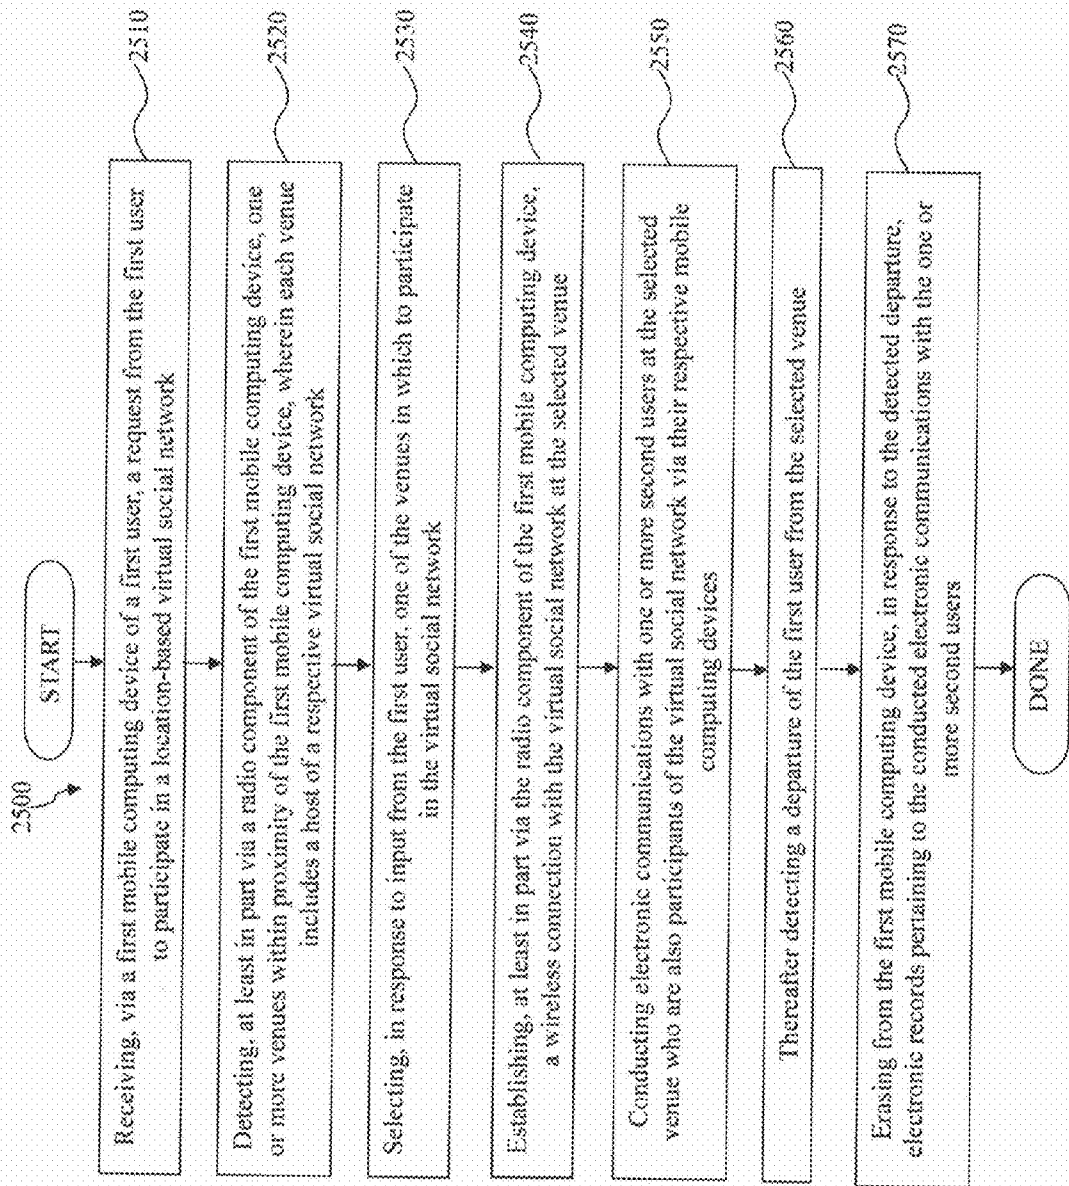 2500
START
Receiving, via a first mobile computing device of a first user, a request from the first user
to participate in a location-based virtual social network
2510
Detecting, at least in part via a radio component of the first mobile computing device, one
or more venues within proximity of the first mobile computing device, wherein each venue
includes a host of a respective virtual social network
2520
Selecting, in response to input from the first user, one of the venues in which to participate
in the virtual social network
2530
Establishing, at least in part via the radio component of the first mobile computing device,
a wireless connection with the virtual social network at the selected venue
2540
Conducting electronic communications with one or more second users at the selected
venue who are also participants of the virtual social network via their respective mobile
computing devices
2550
Thereafter detecting a departure of the first user from the selected venue
2560
Erasing from the first mobile computing device, in response to the detected departure,
electronic records pertaining to the conducted electronic communications with the one or
more second users
2570
DONE